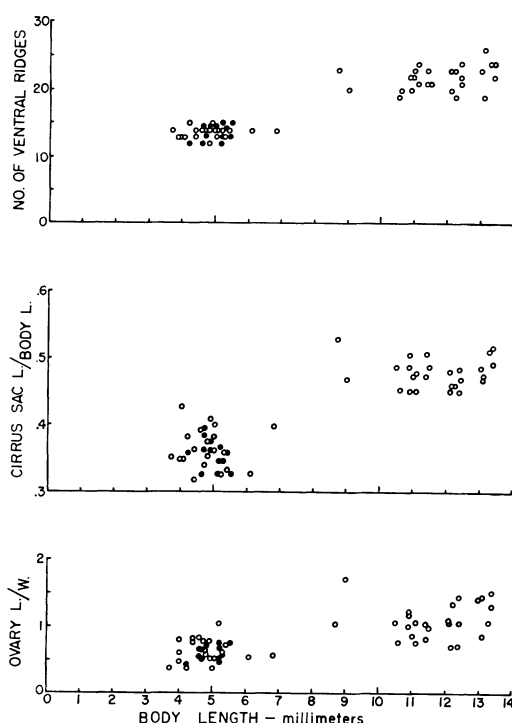 30
20
10
0
NO. OF VENTRAL RIDGES
.6
.5
.4
.3
CIRRUS SAC L./BODY L.
2
1
0
OVARY L./W.
0 1 2 3 4 5 6 7 8 9 10 11 12 13 14
BODY LENGTH – millimeters